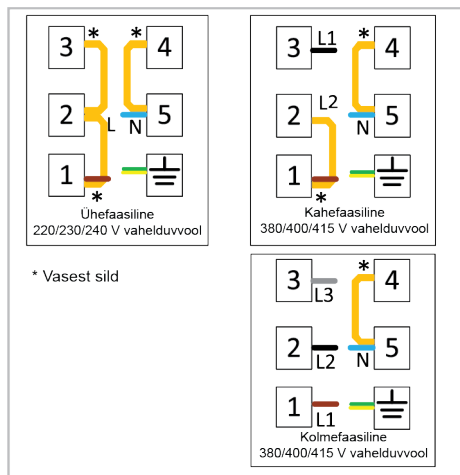 * *
3 4
2 L N 5
1
*
Ühefaasiline
220/230/240 V vahelduvvool
L1 *
3 4
L2
2 N 5
1
*
Kahefaasiline
380/400/415 V vahelduvvool
* Vasest sild
*
3 L3 4
2 L2 N 5
1 L1
Kolmefaasiline
380/400/415 V vahelduvvool